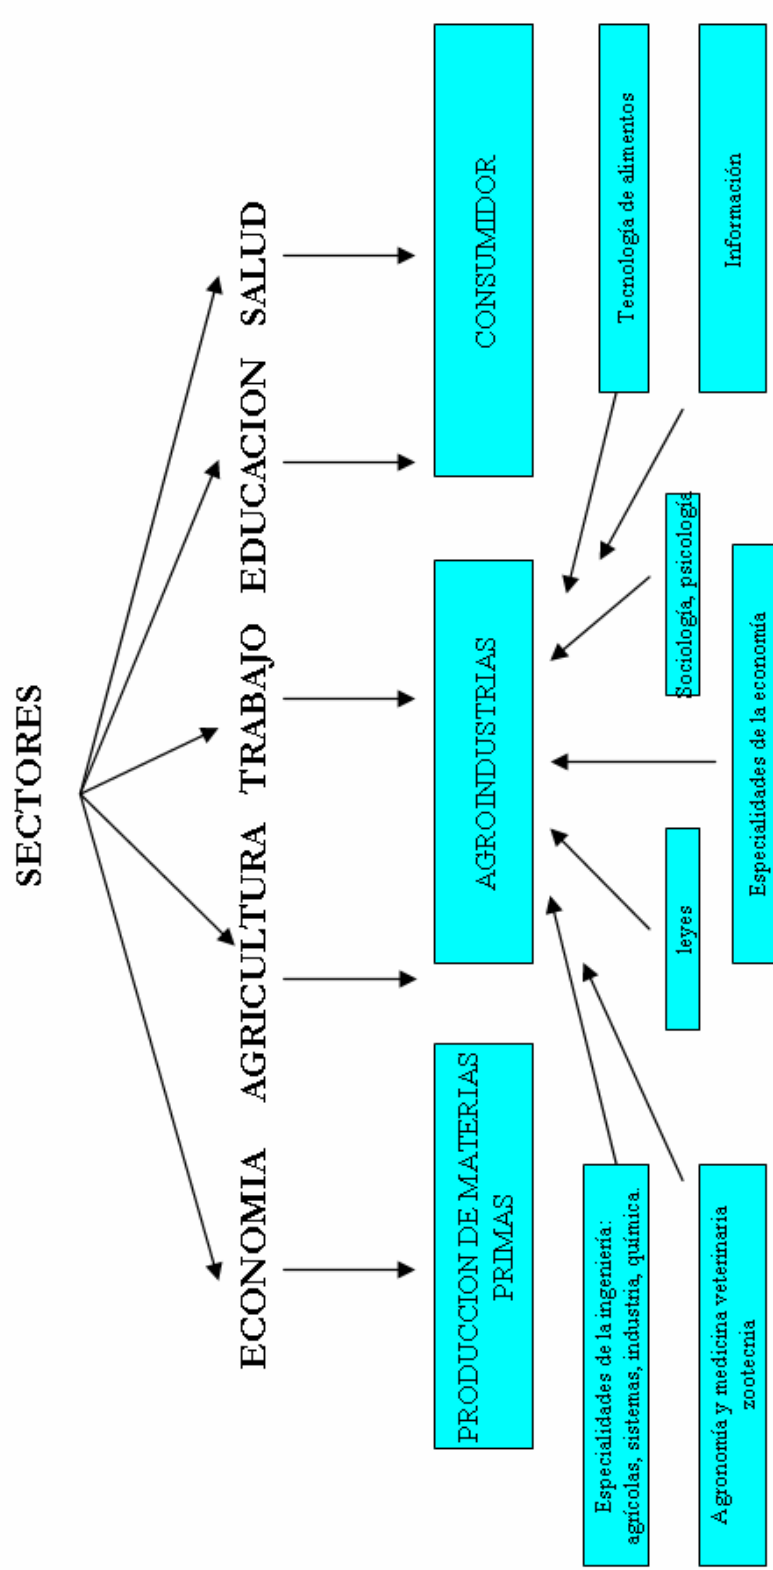 SECTORES
ECONOMIA AGRICULTURA TRABAJO EDUCACION SALUD
PRODUCCION DE MATERIAS
PRIMAS
AGROINDUSTRIAS
CONSUMIDOR
Especialidades de la ingeniería:
agrícolas, sistemas, industria, química.
Tecnología de alimentos
leyes
Sociología, psicología
Agronomía y medicina veterinaria
zootecnia
Especialidades de la economía
Información